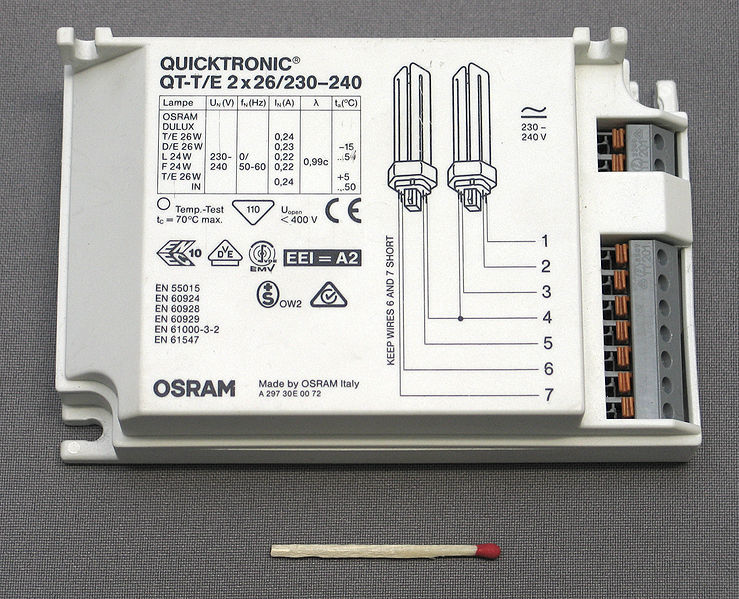 QUICKTRONIC®
QT-T/E 2x26/230-240
Lampe Uₙ(V) fₙ(Hz) Iₙ(A) λ tₐ(°C)
OSRAM
DULUX
T/E 26W 0,24
D/E 26W 0,23 -15
L 24W 230- 0/ 0,22 ...5
F 24W 240 50-60 0,22 0,99c
T/E 26W +5
IN 0,24 ...50
Temp.-Test
tc = 70°C max.
110
Uopen
< 400 V
CE
10
VDE
EMV
EEI = A2
S OW2
EN 55015
EN 60924
EN 60928
EN 60929
EN 61000-3-2
EN 61547
OSRAM
Made by OSRAM Italy
A 297 30E 00 72
KEEP WIRES 6 AND 7 SHORT
230-
240 V
1
2
3
4
5
6
7